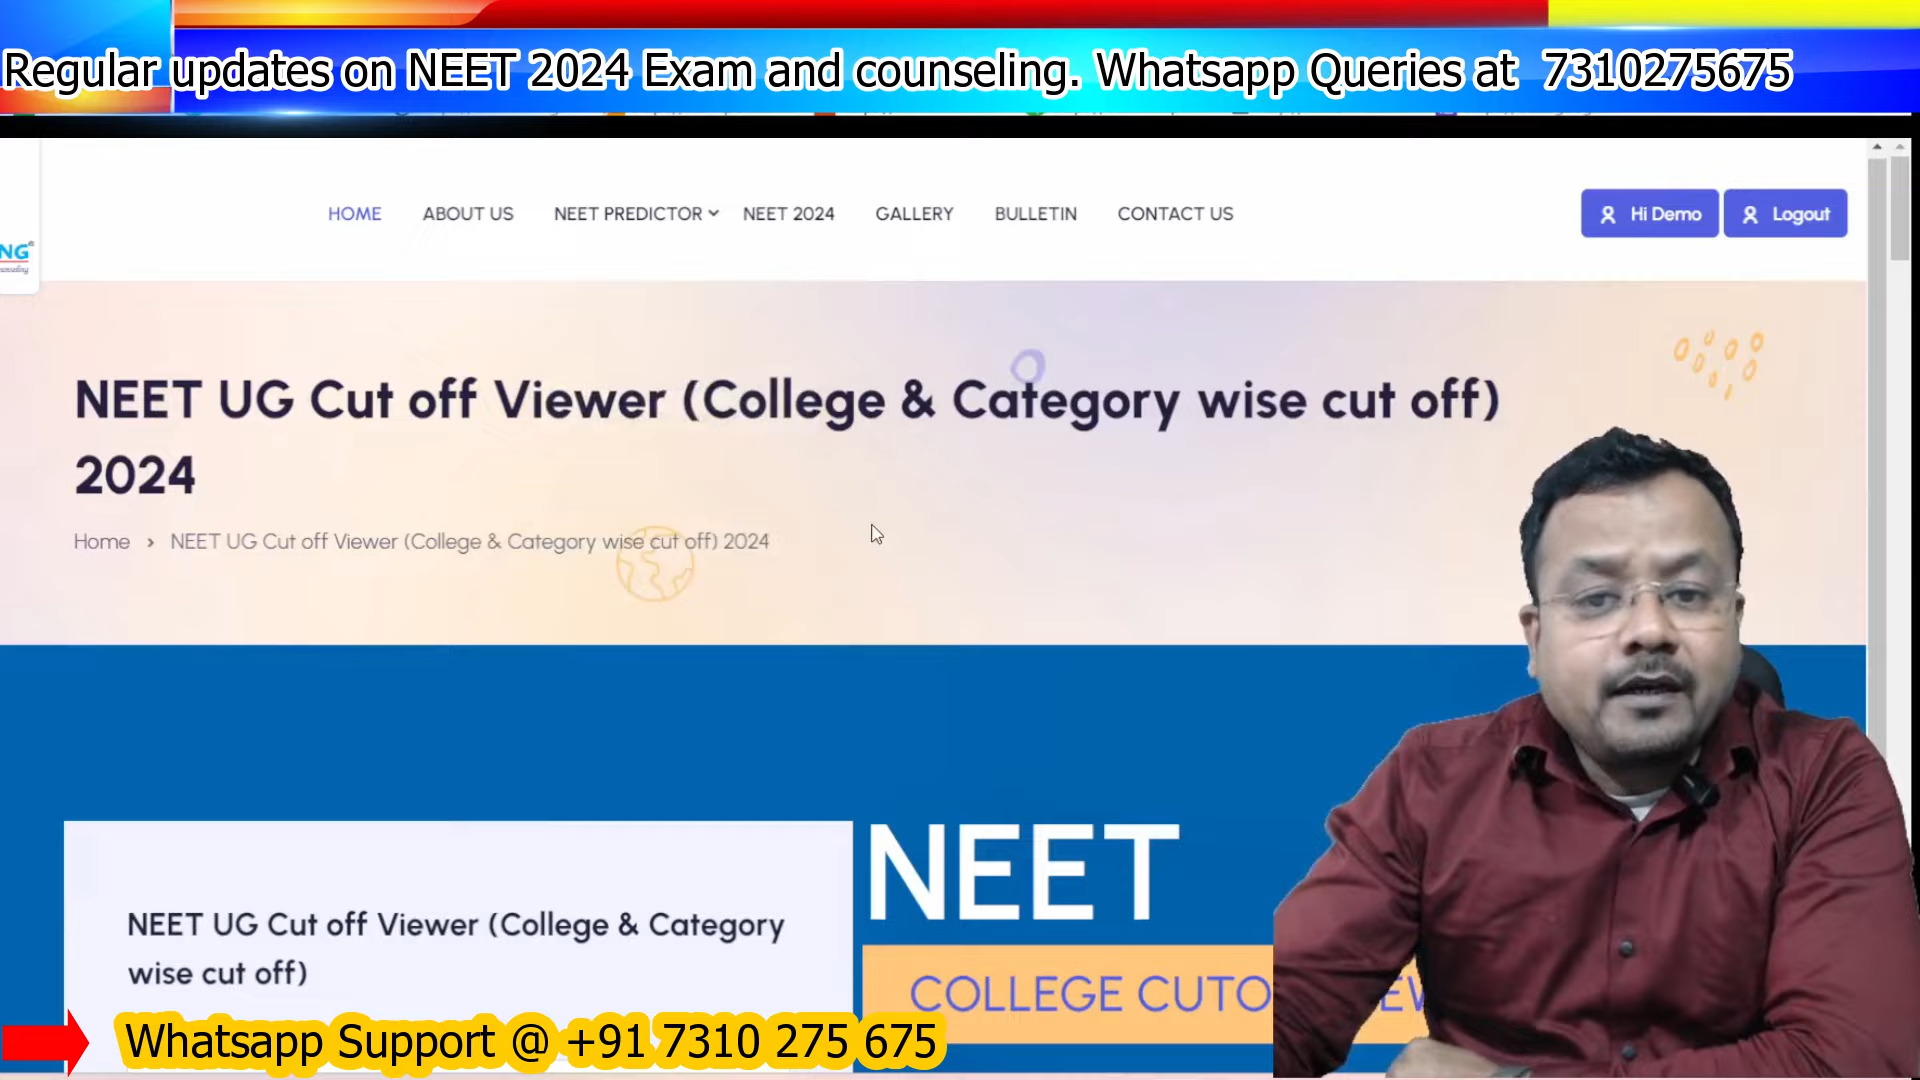 Regular updates on NEET 2024 Exam and counseling. Whatsapp Queries at 7310275675
HOME ABOUT US NEET PREDICTOR NEET 2024 GALLERY BULLETIN CONTACT US Hi Demo Logout
NG
NEET UG Cut off Viewer (College & Category wise cut off)
2024
Home > NEET UG Cut off Viewer (College & Category wise cut off) 2024
NEET
NEET UG Cut off Viewer (College & Category
wise cut off)
COLLEGE CUTO
Whatsapp Support @ +91 7310 275 675